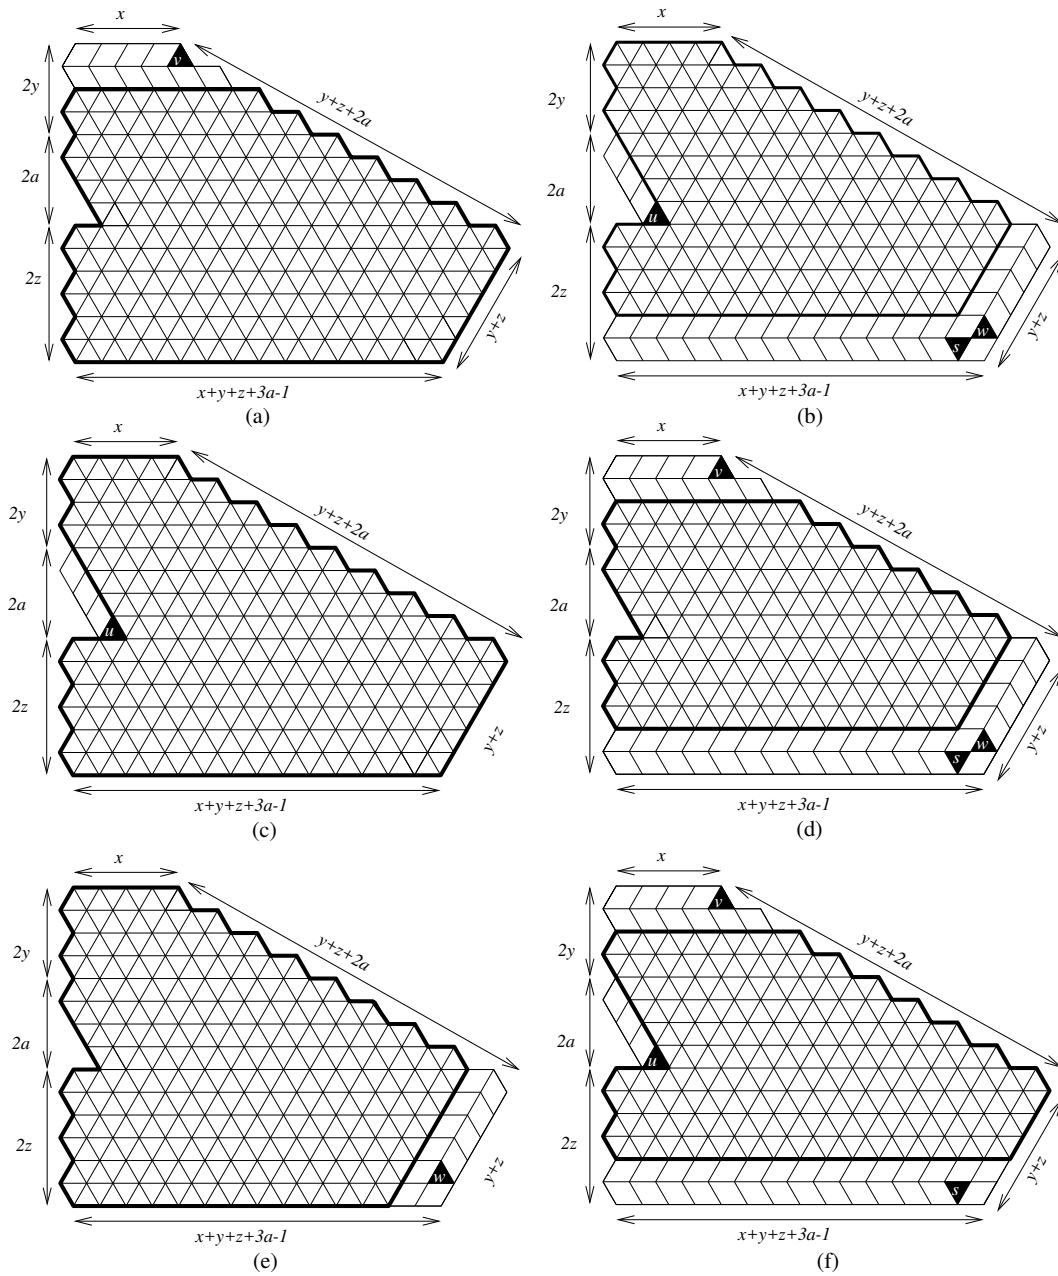 x
v
2y
2a
2z
y+z+2a
y+z
x+y+z+3a-1
(a)
x
2y
2a
2z
u
w
s
y+z+2a
y+z
x+y+z+3a-1
(b)
x
2y
2a
2z
u
y+z+2a
y+z
x+y+z+3a-1
(c)
x
v
2y
2a
2z
w
s
y+z+2a
y+z
x+y+z+3a-1
(d)
x
2y
2a
2z
w
y+z+2a
y+z
x+y+z+3a-1
(e)
x
v
2y
2a
2z
u
s
y+z+2a
y+z
x+y+z+3a-1
(f)